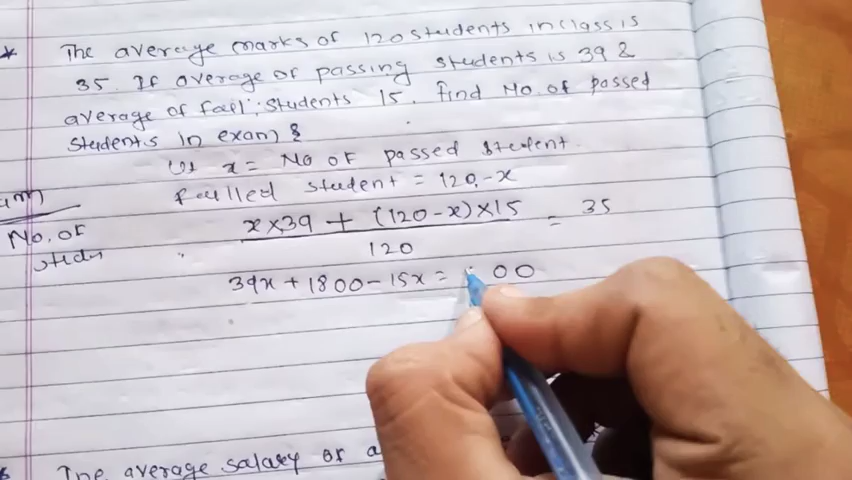 * The average marks of 120 students in class is
35. If average of passing students is 39 &
average of fail students 15. find No. of passed
Students in exam?
Let x = No of passed student.
failled student = 120 - x
x×39 + (120-x)×15 = 35
120
No. of
39x + 1800 - 15x = 00
The average salary of a